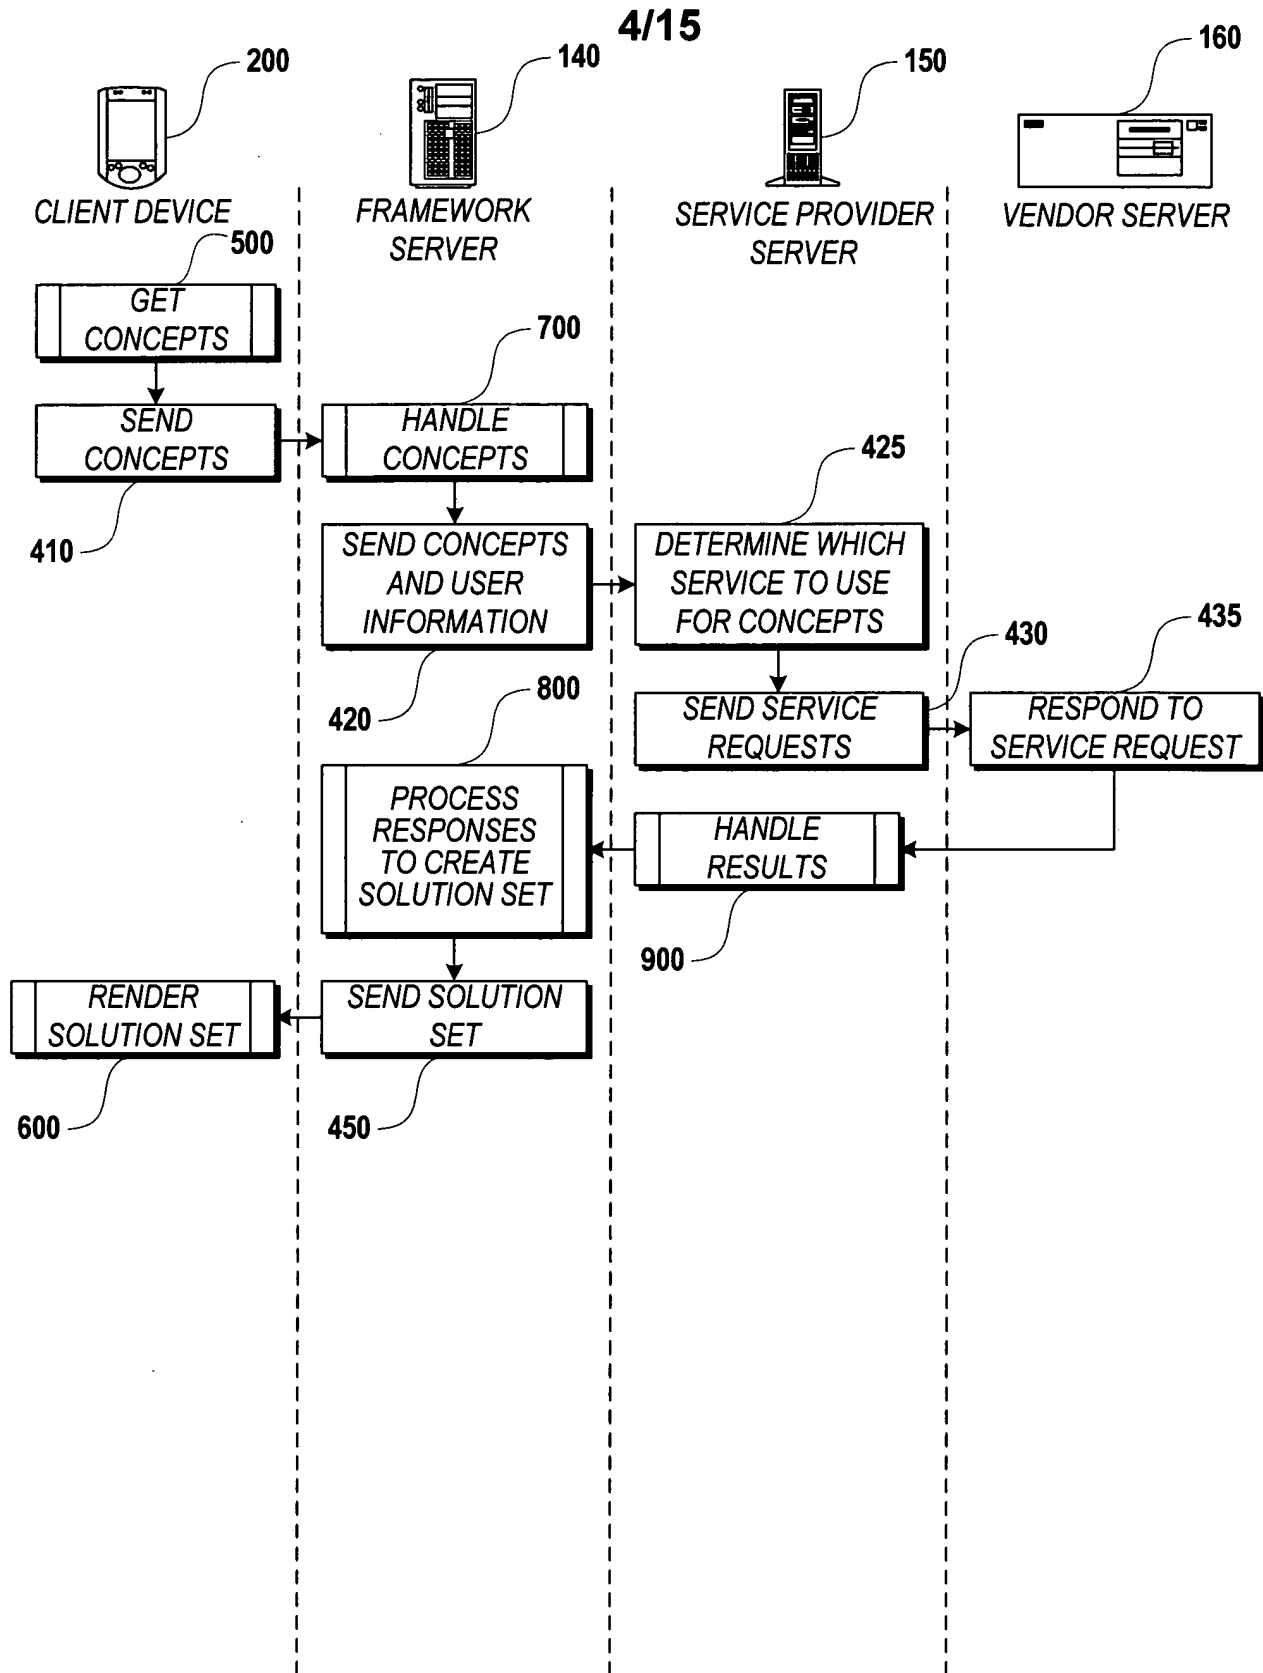 4/15
200
140
150
160
CLIENT DEVICE
FRAMEWORK
SERVER
SERVICE PROVIDER
SERVER
VENDOR SERVER
500
GET
CONCEPTS
700
SEND
CONCEPTS
HANDLE
CONCEPTS
410
425
SEND CONCEPTS
AND USER
INFORMATION
DETERMINE WHICH
SERVICE TO USE
FOR CONCEPTS
420
800
430
435
SEND SERVICE
REQUESTS
RESPOND TO
SERVICE REQUEST
PROCESS
RESPONSES
TO CREATE
SOLUTION SET
HANDLE
RESULTS
900
RENDER
SOLUTION SET
SEND SOLUTION
SET
600
450